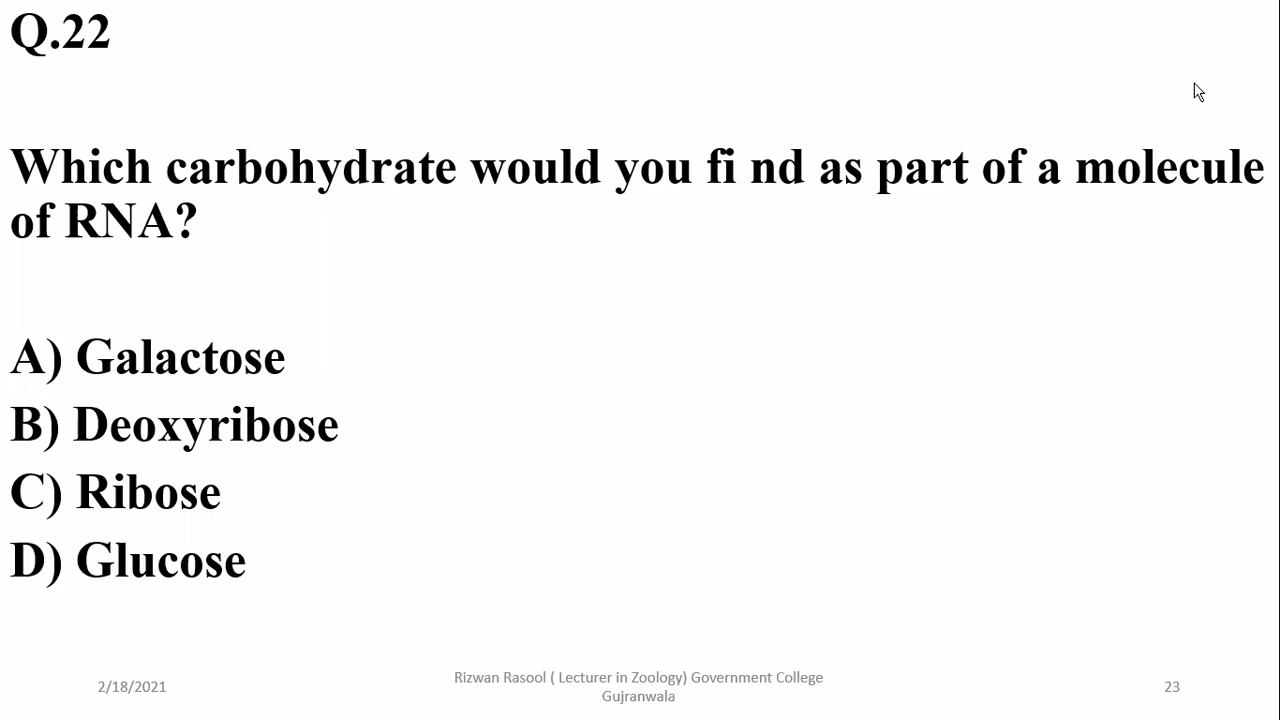 Q.22
Which carbohydrate would you fi nd as part of a molecule
of RNA?
A) Galactose
B) Deoxyribose
C) Ribose
D) Glucose
2/18/2021
Rizwan Rasool ( Lecturer in Zoology) Government College
Gujranwala
23